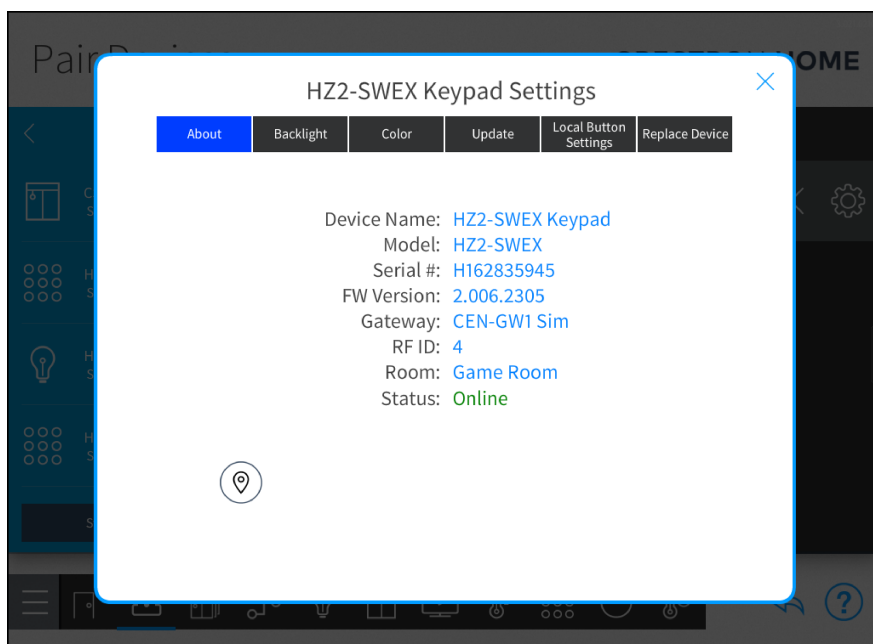 HZ2-SWEX Keypad Settings
About
Backlight
Color
Update
Local Button
Settings
Replace Device
Device Name: HZ2-SWEX Keypad
Model: HZ2-SWEX
Serial #: H162835945
FW Version: 2.006.2305
Gateway: CEN-GW1 Sim
RF ID: 4
Room: Game Room
Status: Online